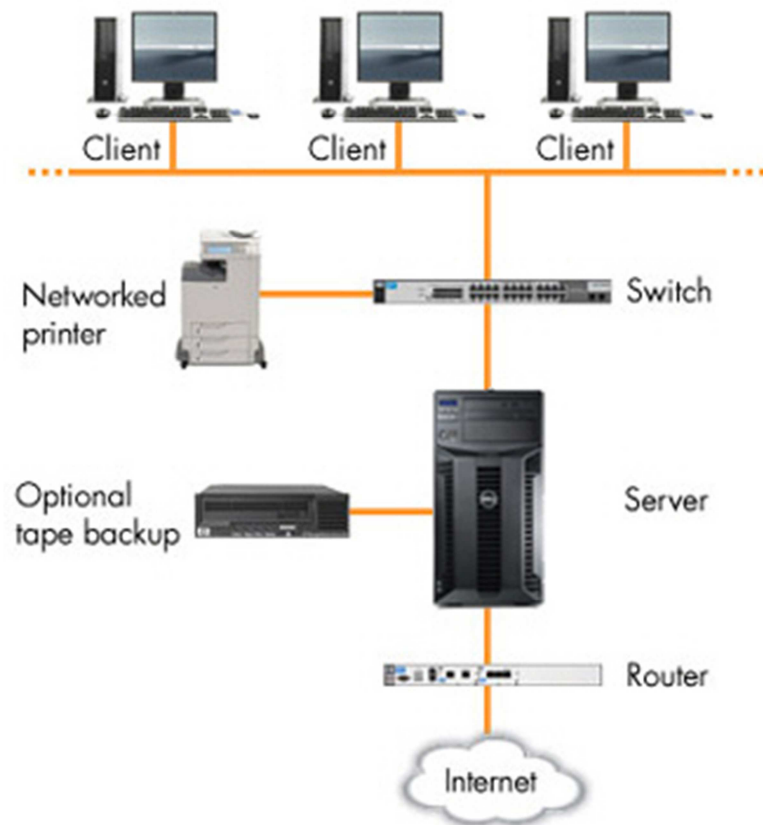 Client
Client
Client
Networked
printer
Switch
Optional
tape backup
Server
Router
Internet